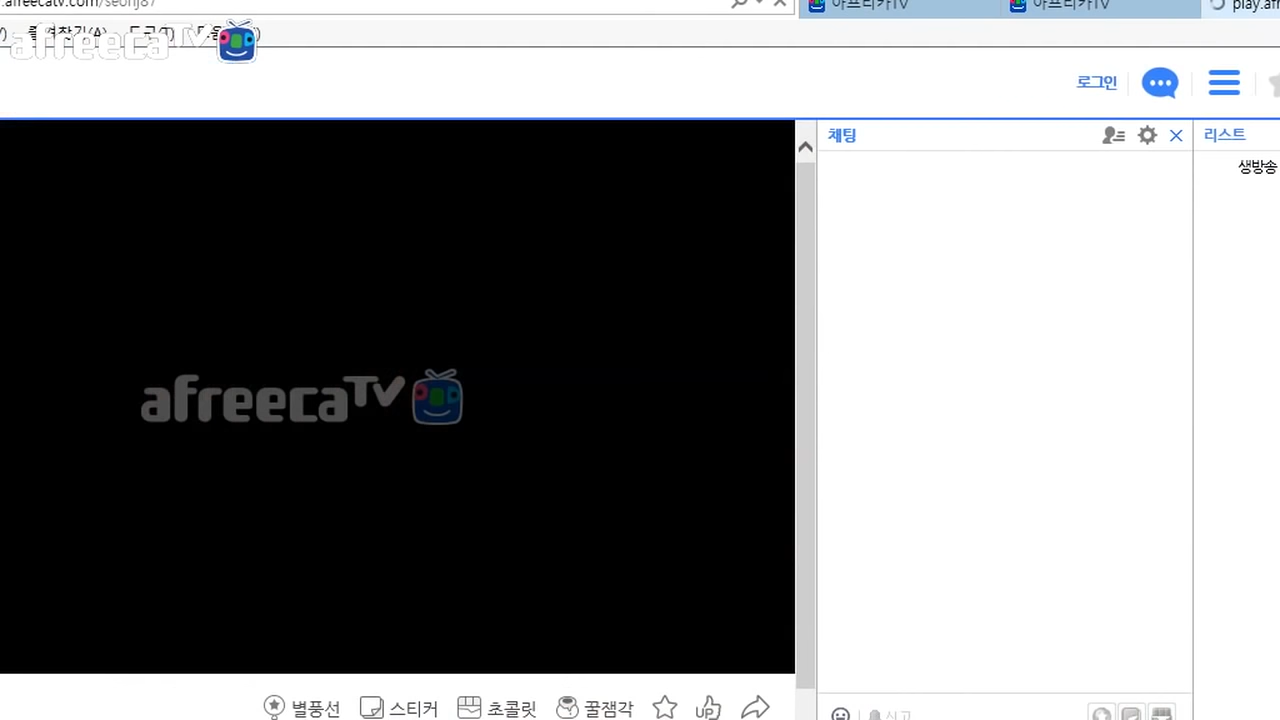 .afreecatv.com/seonj87
아프리카TV
아프리카TV
play.afr
afreecaTV
로그인
채팅
리스트
생방송
afreecaTV
별풍선
스티커
초콜릿
꿀잼각
UP
신고